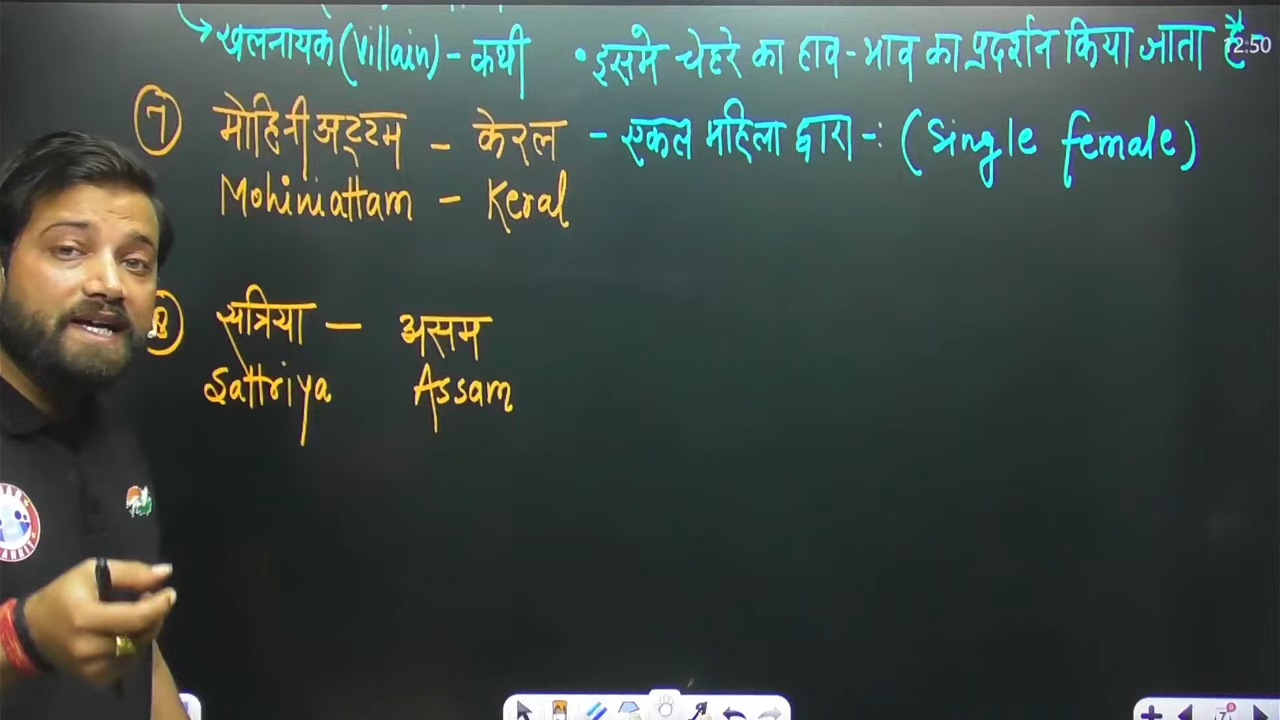 खलनायक (Villain) - कथी • इसमे चेहरे का हाव-भाव का प्रदर्शन किया जाता है-
12:50
7 मोहिनीअट्टम - केरल - एकल महिला द्वारा -: (Single female)
Mohiniattam - Keral
8 सत्रिया - असम
Sattriya Assam